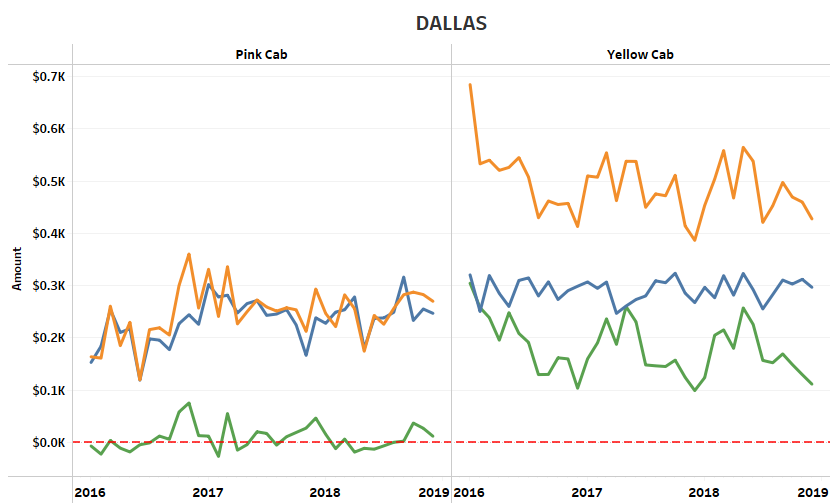 DALLAS
Pink Cab Yellow Cab
$0.7K
$0.6K
$0.5K
$0.4K
$0.3K
$0.2K
$0.1K
$0.0K
Amount
2016 2017 2018 2019 2016 2017 2018 2019